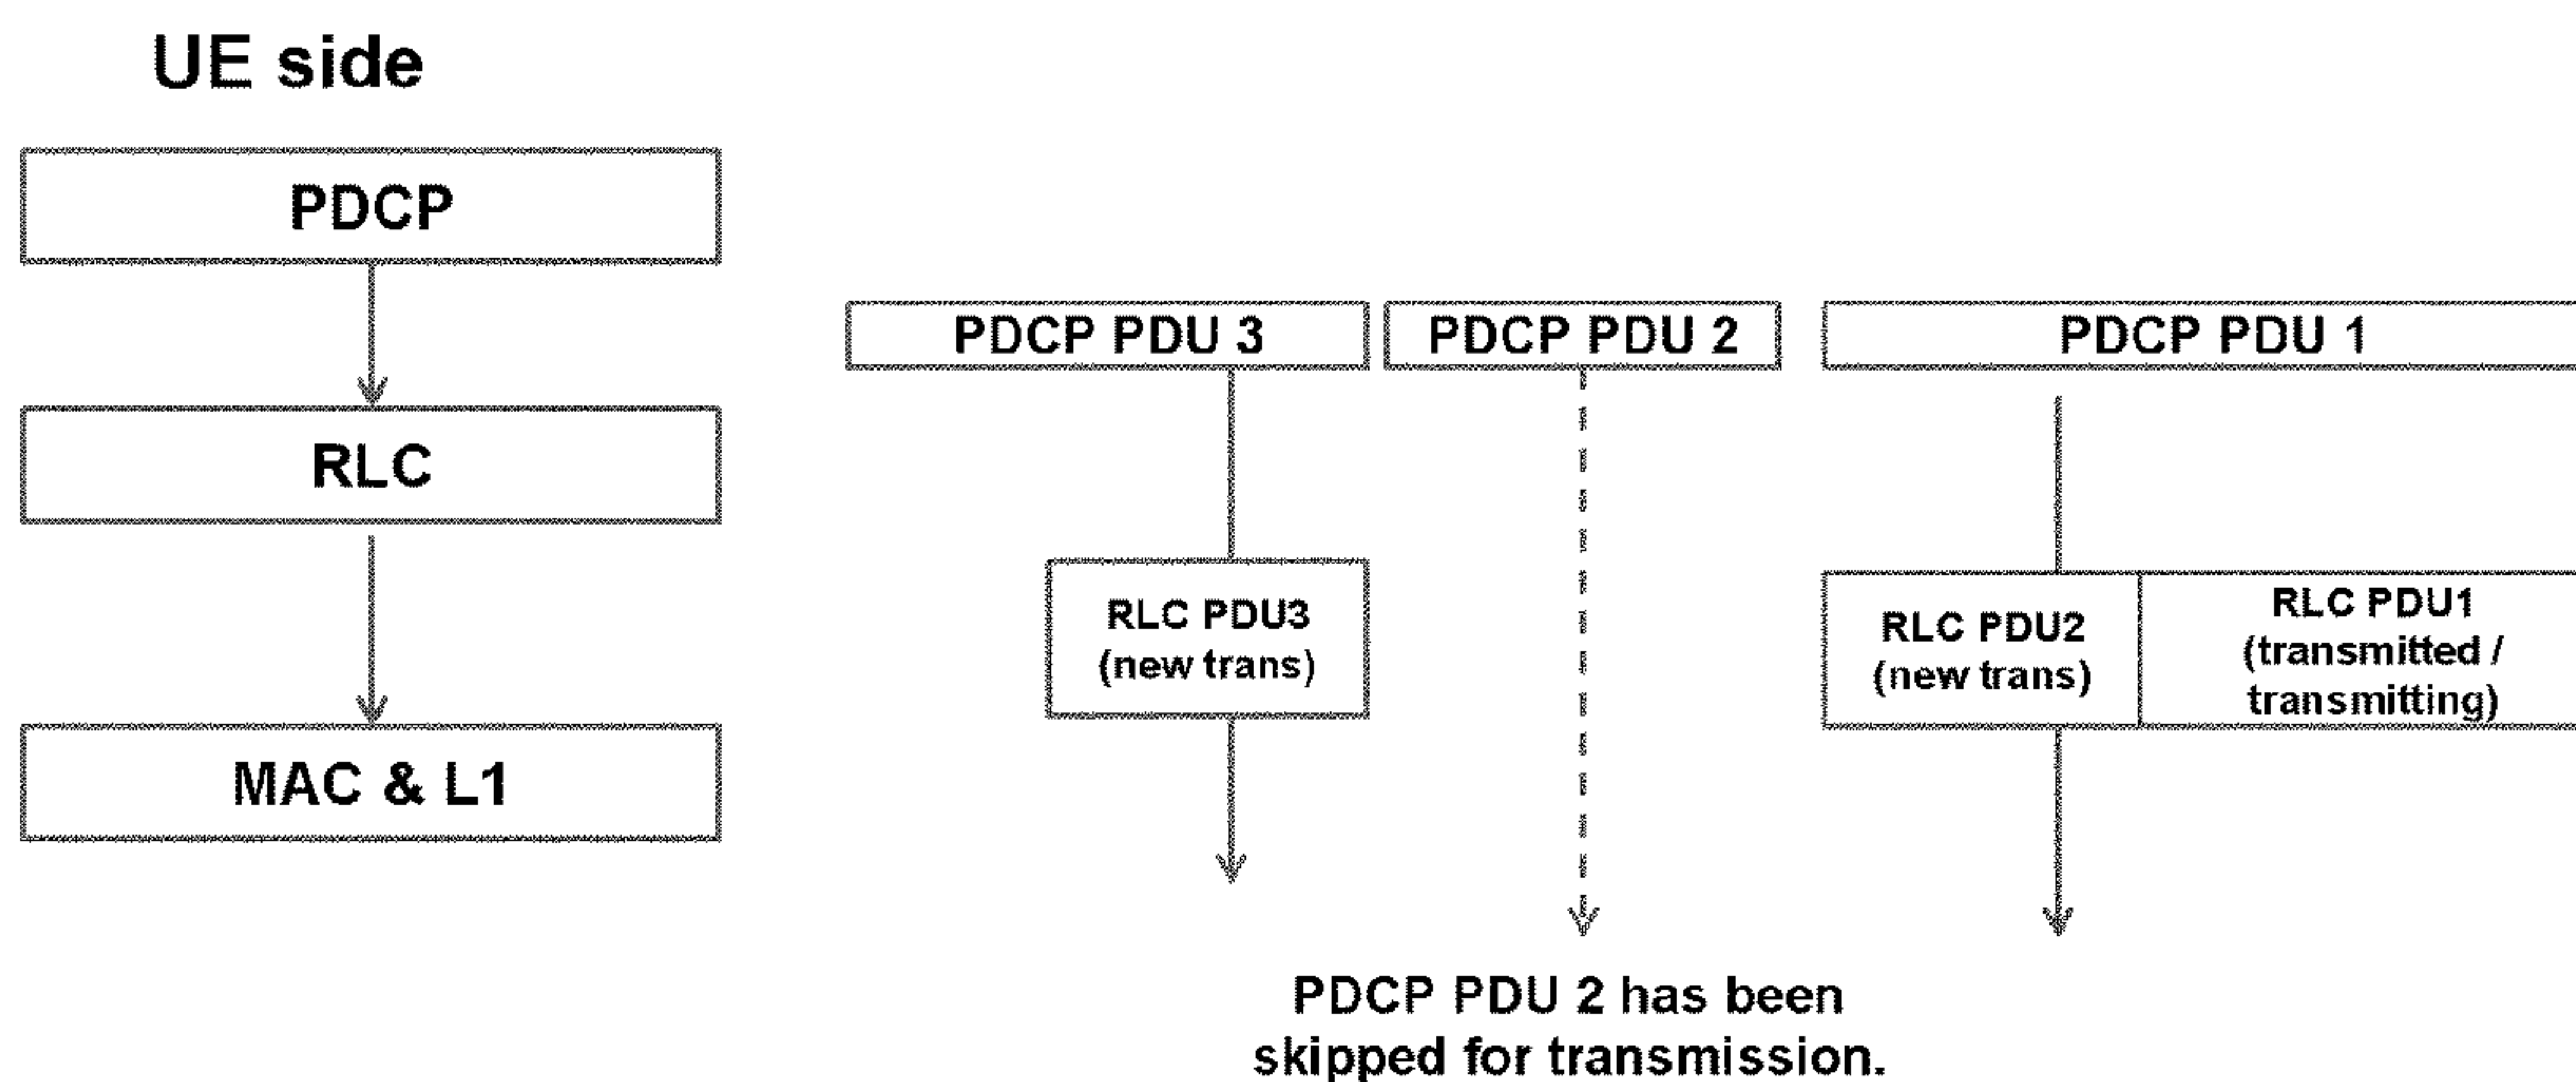 UE side
PDCP
RLC
MAC & L1
PDCP PDU 3
PDCP PDU 2
PDCP PDU 1
RLC PDU3
(new trans)
RLC PDU2
(new trans)
RLC PDU1
(transmitted /
transmitting)
PDCP PDU 2 has been
skipped for transmission.